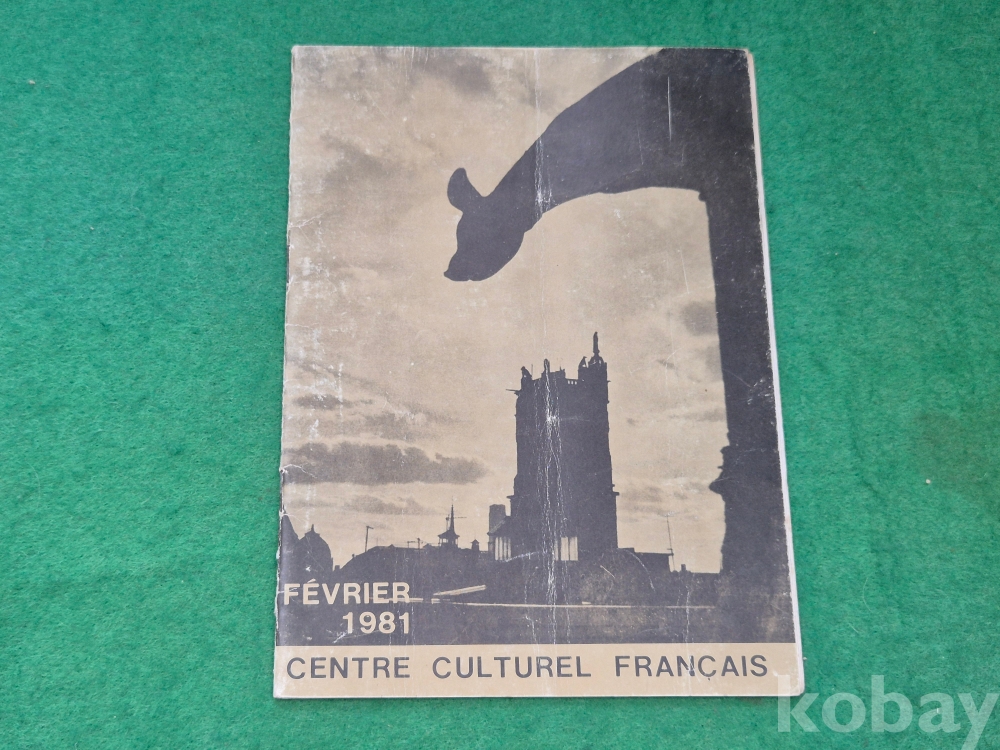 FÉVRIER
1981
CENTRE CULTUREL FRANÇAIS
kobay